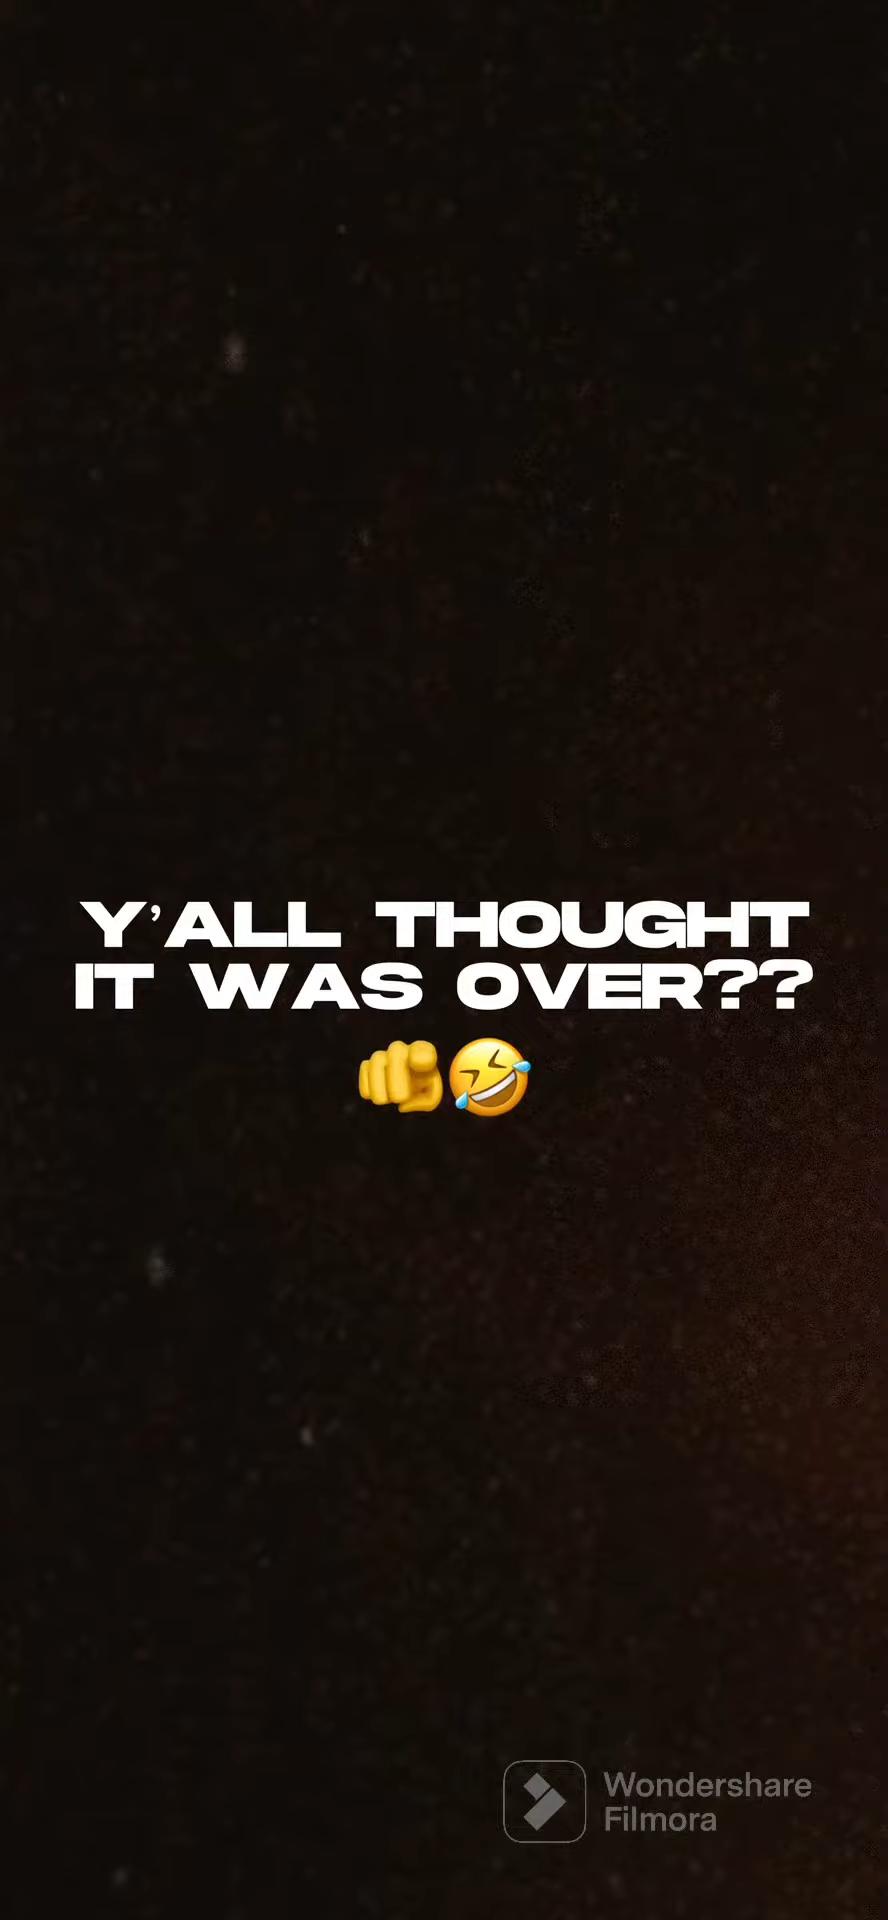 Y'ALL THOUGHT
IT WAS OVER??
🫵🤣
Wondershare
Filmora